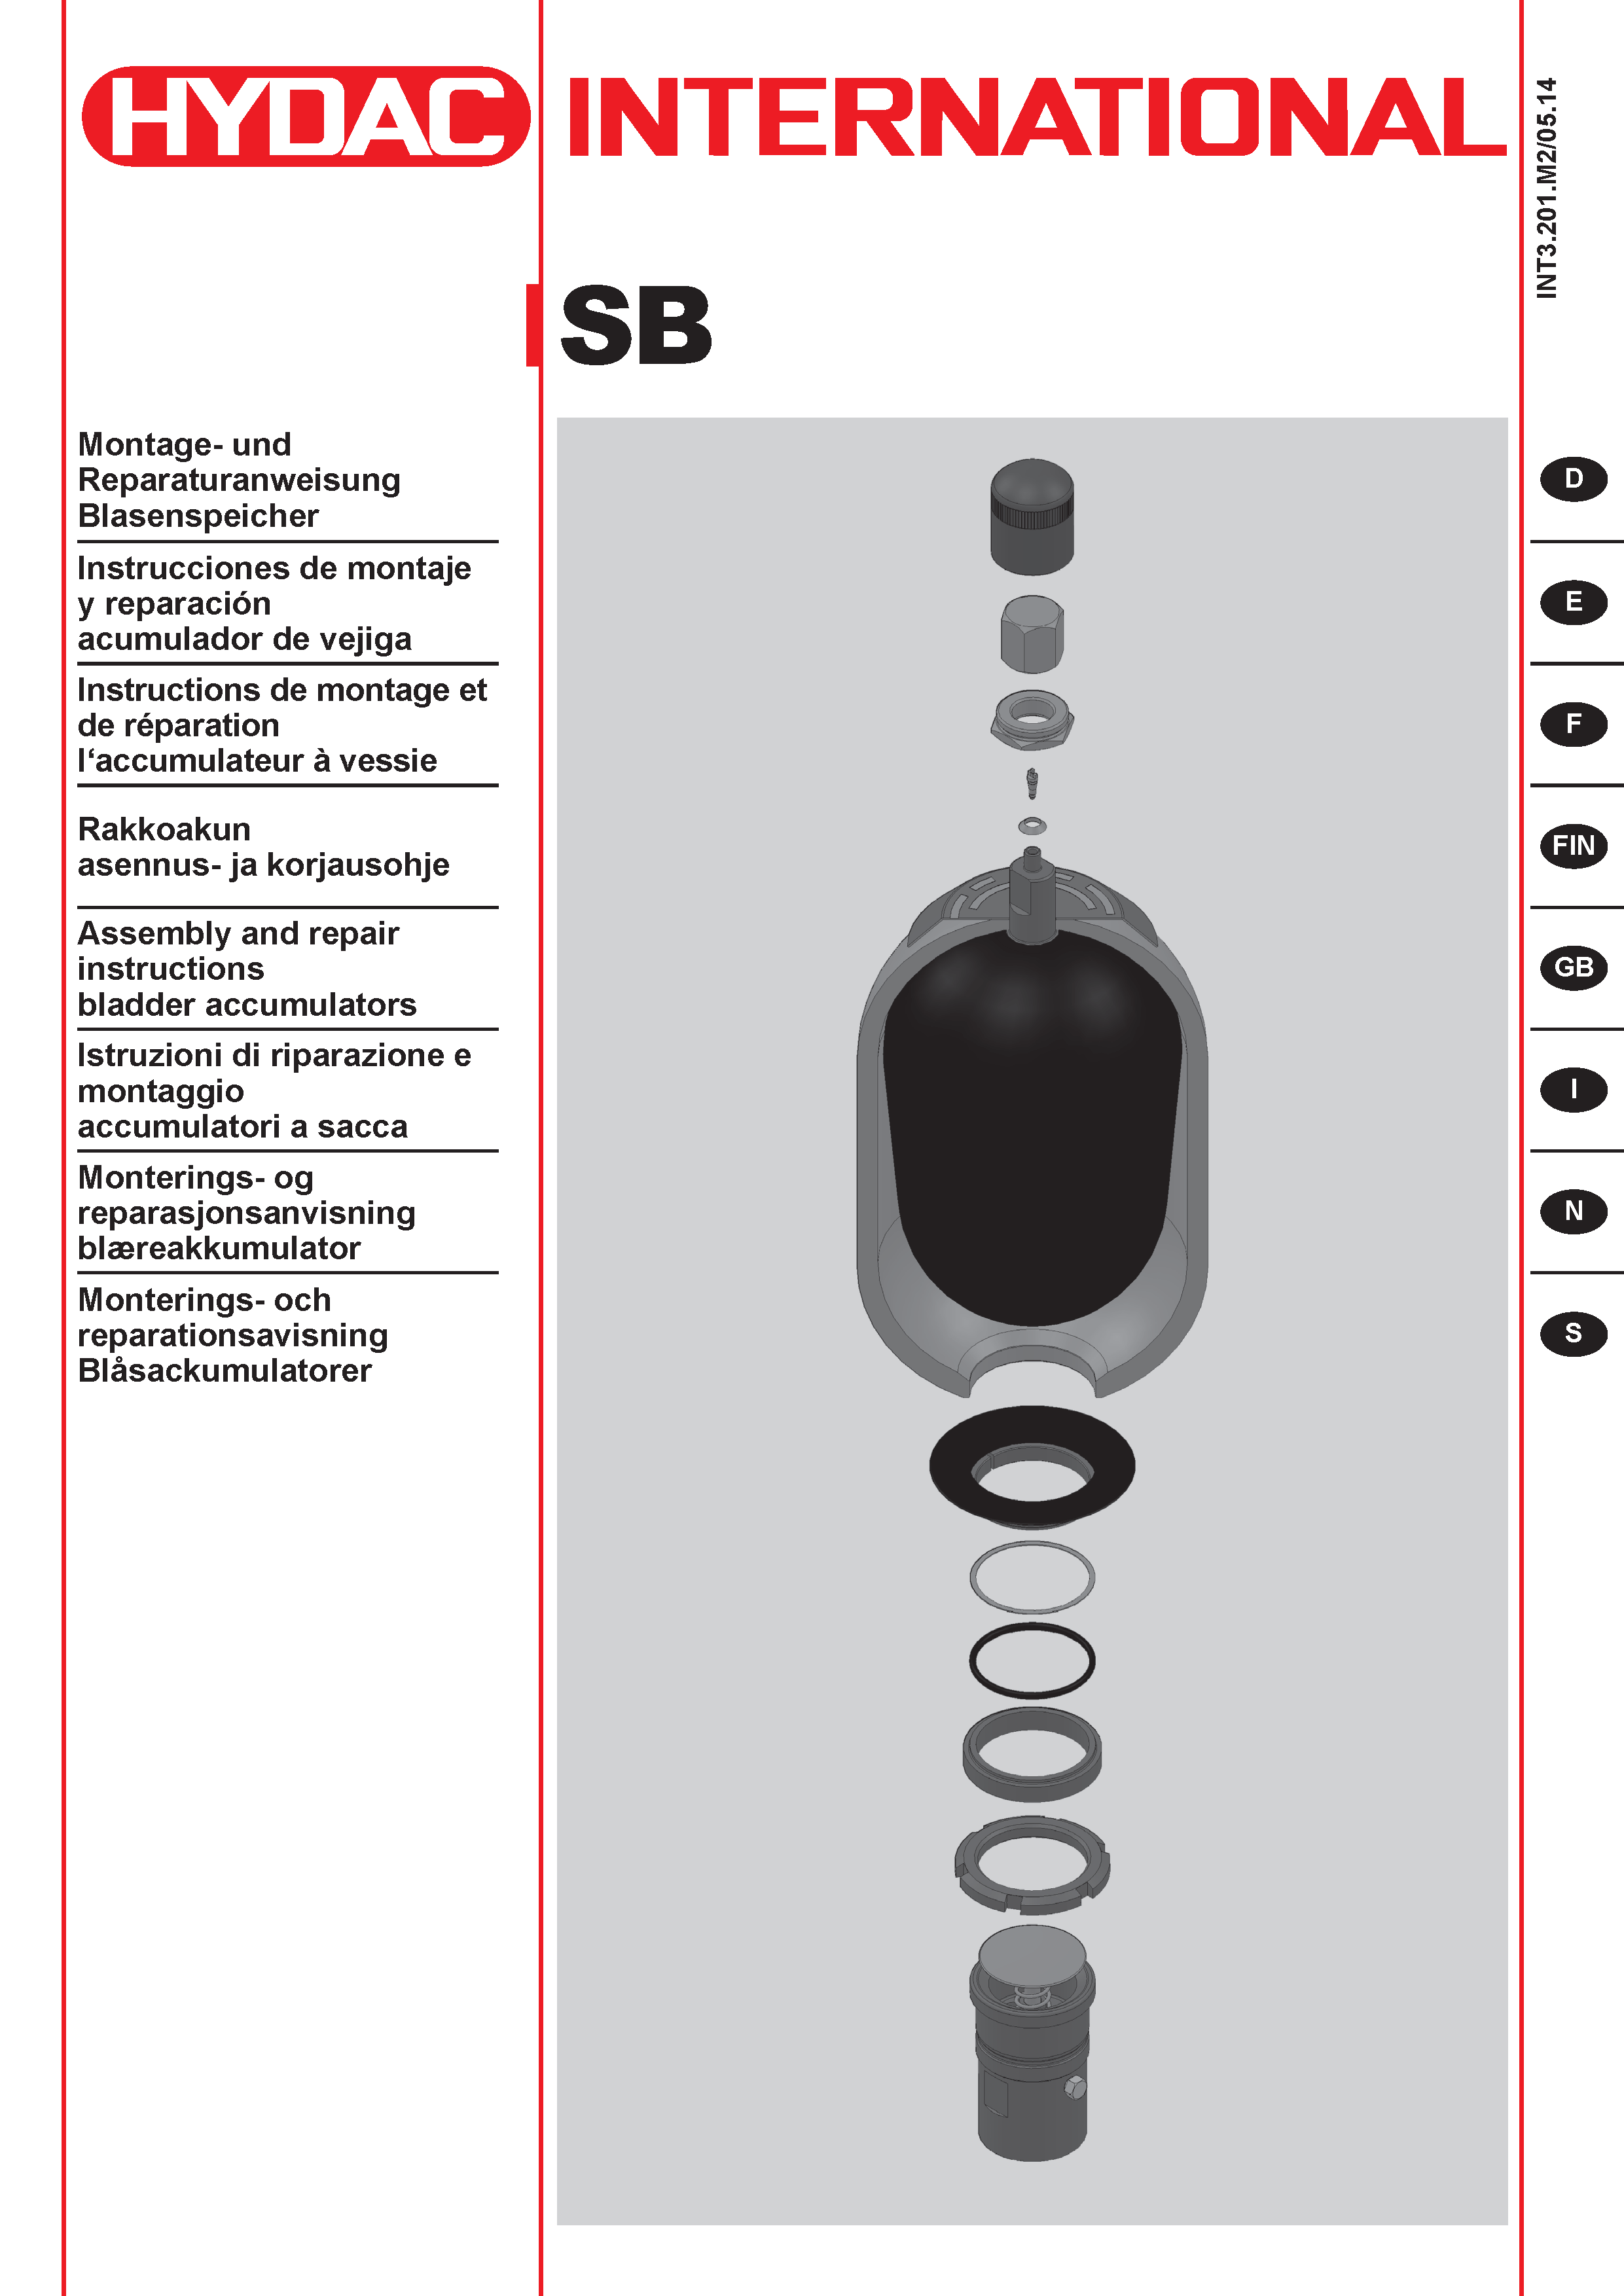 HYDAC INTERNATIONAL
INT3.201.M2/05.14
SB
Montage- und
Reparaturanweisung
Blasenspeicher
D
Instrucciones de montaje
y reparación
acumulador de vejiga
E
Instructions de montage et
de réparation
l‘accumulateur à vessie
F
Rakkoakun
asennus- ja korjausohje
FIN
Assembly and repair
instructions
bladder accumulators
GB
Istruzioni di riparazione e
montaggio
accumulatori a sacca
I
Monterings- og
reparasjonsanvisning
blæreakkumulator
N
Monterings- och
reparationsavisning
Blåsackumulatorer
S